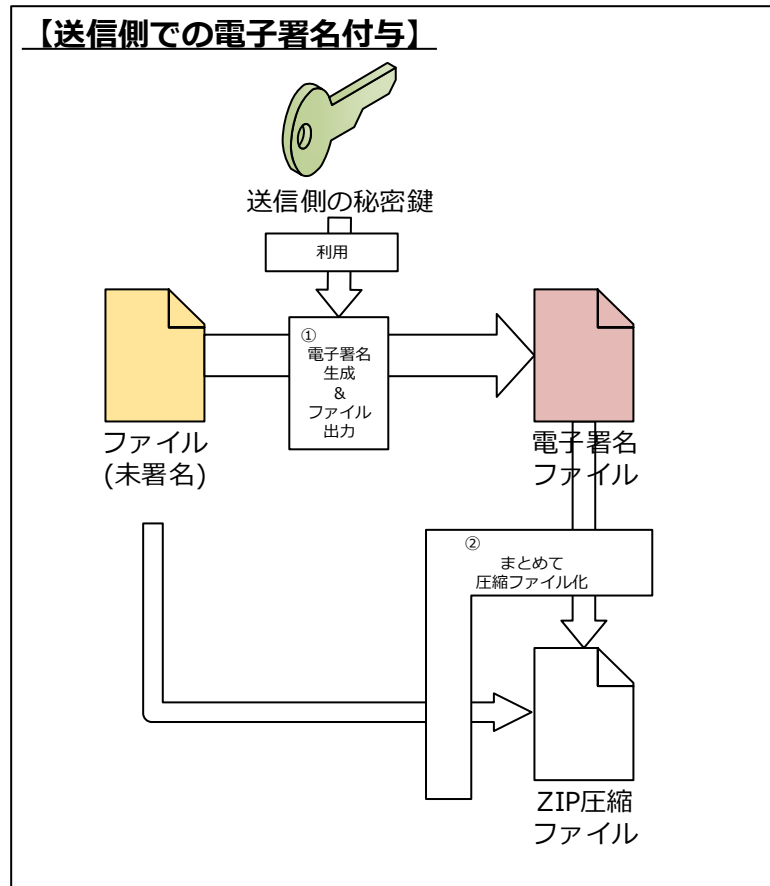 【送信側での電子署名付与】
送信側の秘密鍵
利用
①
電子署名
生成
&
ファイル
出力
ファイル
(未署名)
電子署名
ファイル
②
まとめて
圧縮ファイル化
ZIP圧縮
ファイル